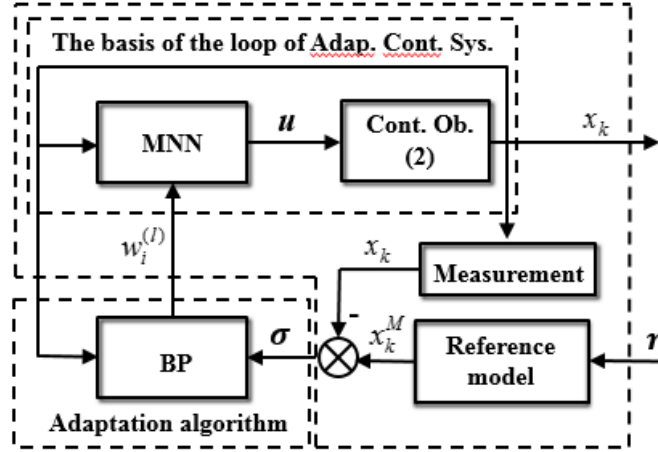 The basis of the loop of Adap. Cont. Sys.
MNN
u
Cont. Ob.
(2)
x_k
w_i^{(l)}
x_k
Measurement
-
BP
σ
x_k^M
Reference
model
r
Adaptation algorithm